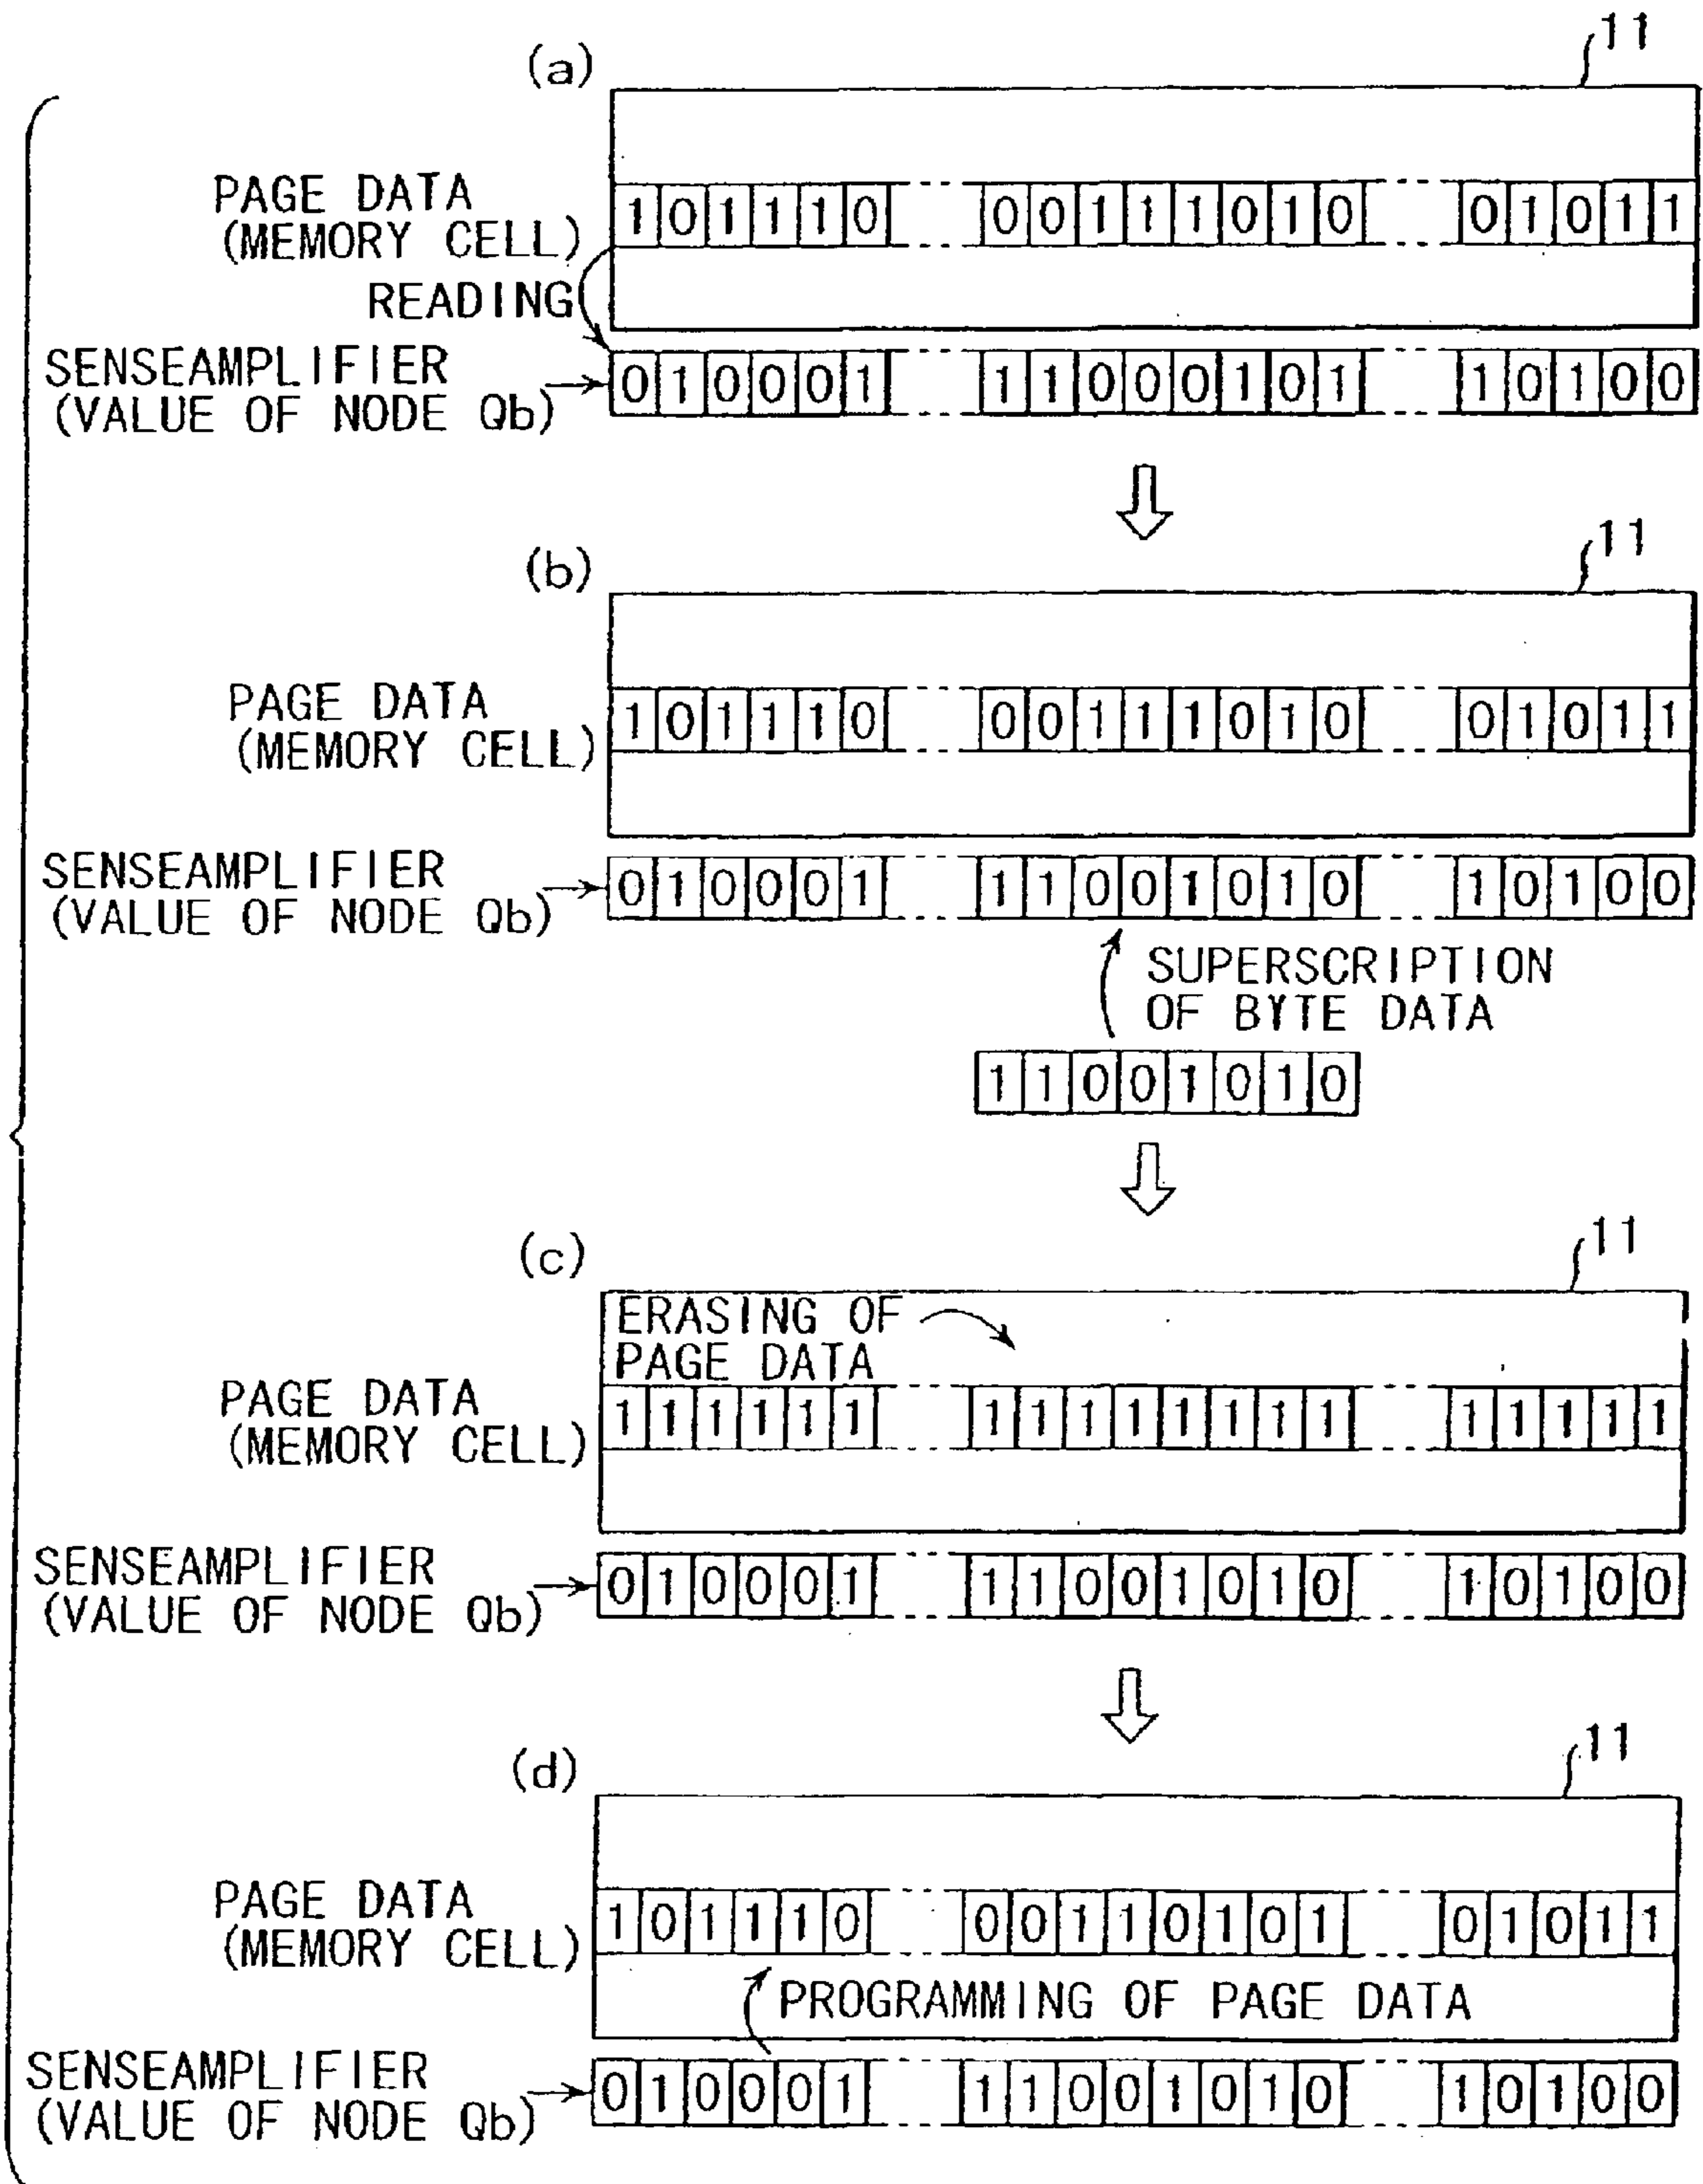 (a)
11
PAGE DATA
(MEMORY CELL)
1 0 1 1 1 0 0 0 1 1 1 0 1 0 0 1 0 1 1
READING
SENSEAMPLIFIER
(VALUE OF NODE Qb)
0 1 0 0 0 1 1 1 0 0 0 1 0 1 1 0 1 0 0
(b)
11
PAGE DATA
(MEMORY CELL)
1 0 1 1 1 0 0 0 1 1 1 0 1 0 0 1 0 1 1
SENSEAMPLIFIER
(VALUE OF NODE Qb)
0 1 0 0 0 1 1 1 0 0 1 0 1 0 1 0 1 0 0
SUPERSCRIPTION
OF BYTE DATA
1 1 0 0 1 0 1 0
(c)
11
ERASING OF
PAGE DATA
PAGE DATA
(MEMORY CELL)
1 1 1 1 1 1 1 1 1 1 1 1 1 1 1 1 1 1 1
SENSEAMPLIFIER
(VALUE OF NODE Qb)
0 1 0 0 0 1 1 1 0 0 1 0 1 0 1 0 1 0 0
(d)
11
PAGE DATA
(MEMORY CELL)
1 0 1 1 1 0 0 0 1 1 0 1 0 1 0 1 0 1 1
PROGRAMMING OF PAGE DATA
SENSEAMPLIFIER
(VALUE OF NODE Qb)
0 1 0 0 0 1 1 1 0 0 1 0 1 0 1 0 1 0 0